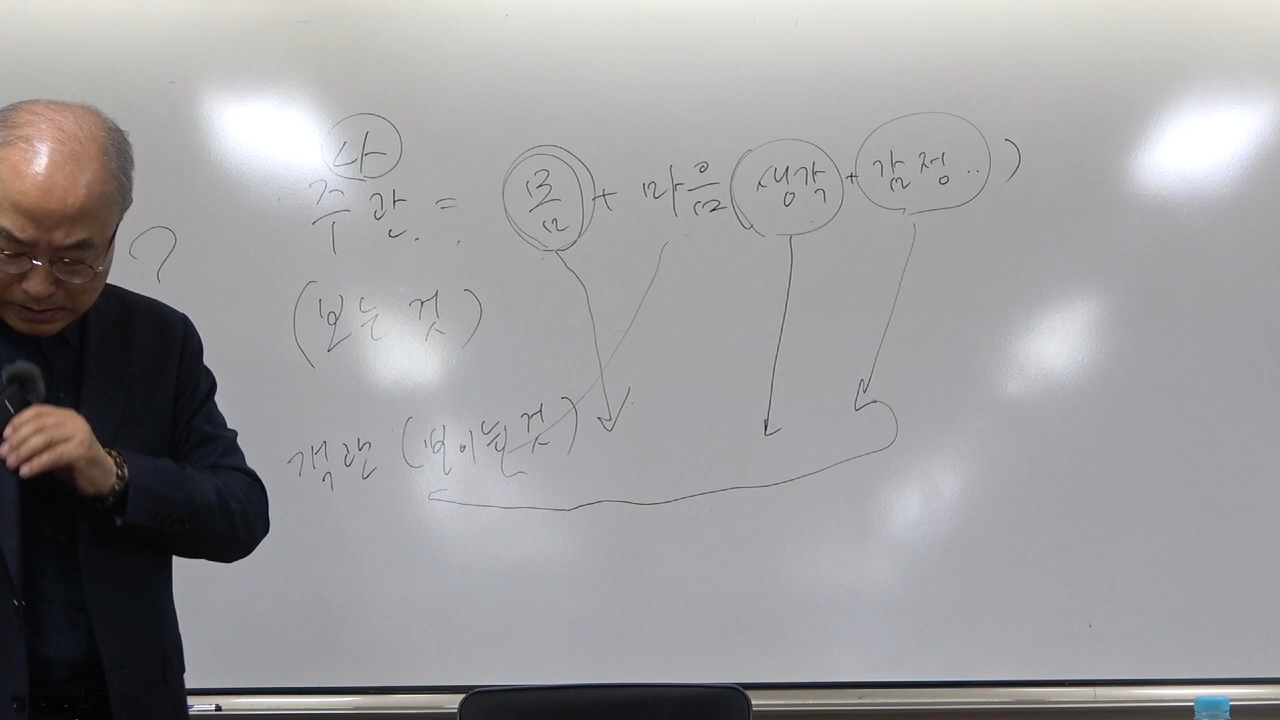 나
주관 = 몸 + 마음(생각 + 감정..)
?
(보는 것)
객관 (보이는 것)